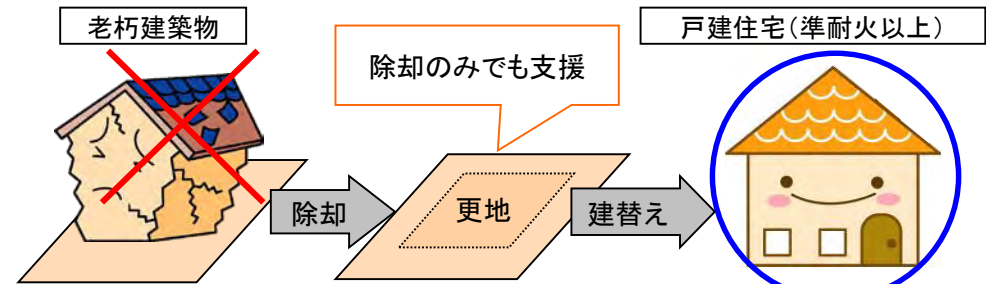 老朽建築物
除却のみでも支援
戸建住宅(準耐火以上)
除却
更地
建替え